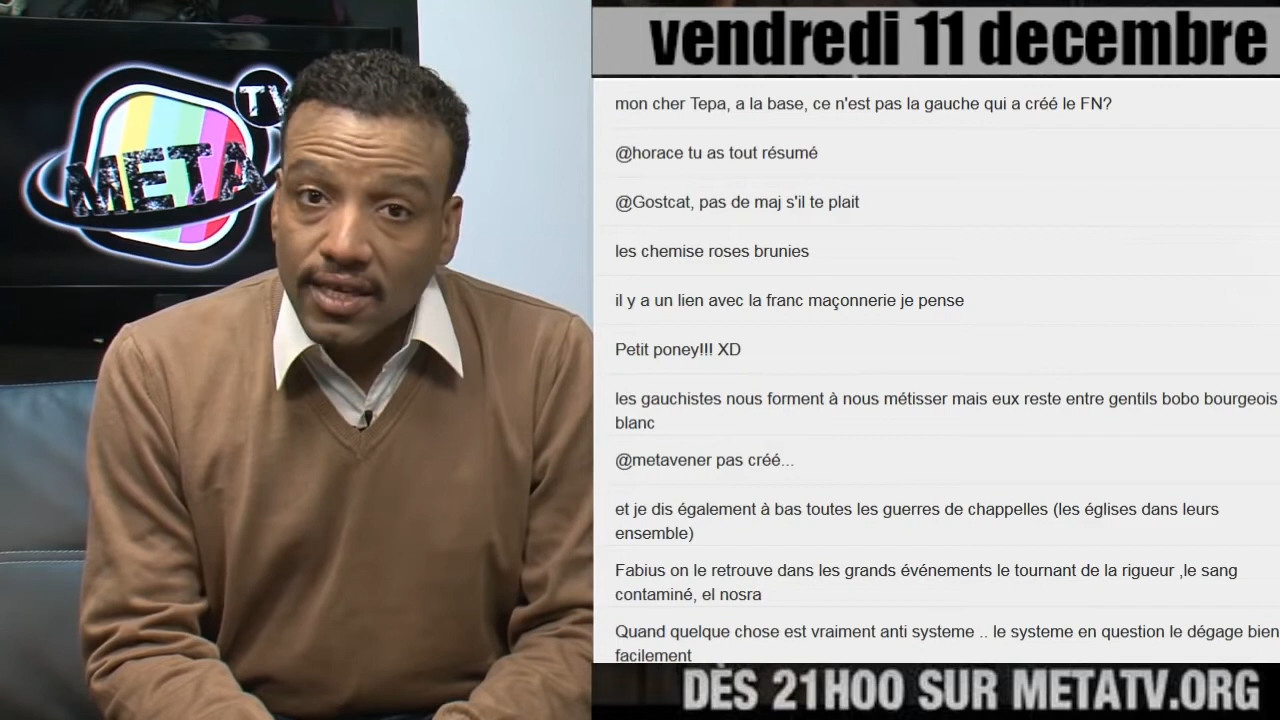 META
TV
vendredi 11 decembre
mon cher Tepa, a la base, ce n'est pas la gauche qui a créé le FN?
@horace tu as tout résumé
@Gostcat, pas de maj s'il te plait
les chemise roses brunies
il y a un lien avec la franc maçonnerie je pense
Petit poney!!! XD
les gauchistes nous forment à nous métisser mais eux reste entre gentils bobo bourgeois
blanc
@metavener pas créé...
et je dis également à bas toutes les guerres de chappelles (les églises dans leurs
ensemble)
Fabius on le retrouve dans les grands événements le tournant de la rigueur ,le sang
contaminé, el nosra
Quand quelque chose est vraiment anti systeme .. le systeme en question le dégage bien
facilement
DÈS 21H00 SUR METATV.ORG